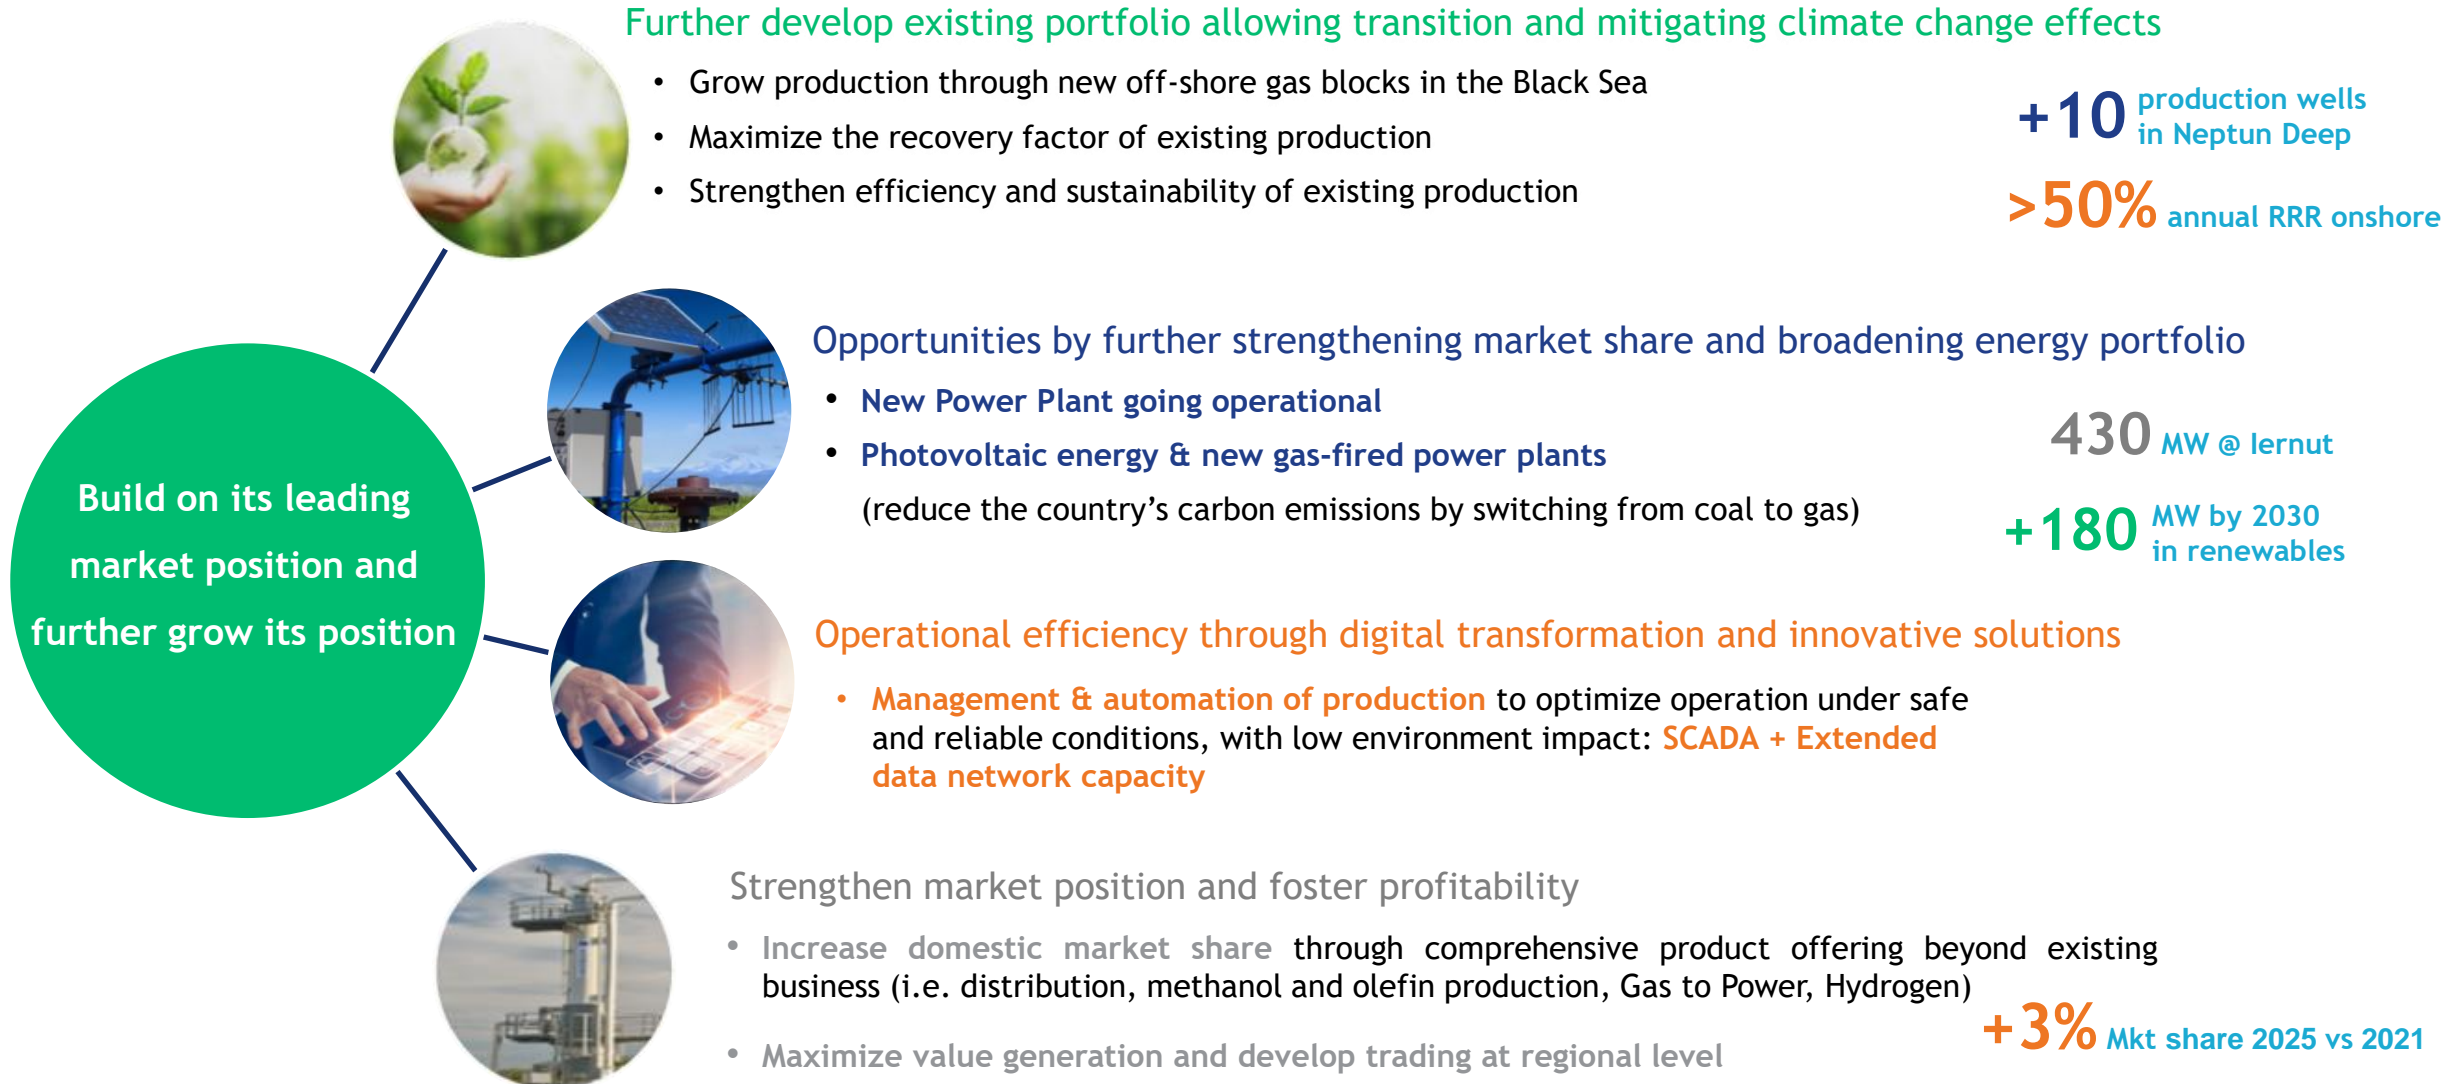 Further develop existing portfolio allowing transition and mitigating climate change effects
• Grow production through new off-shore gas blocks in the Black Sea
• Maximize the recovery factor of existing production
• Strengthen efficiency and sustainability of existing production
+10 production wells
in Neptun Deep
>50% annual RRR onshore
Build on its leading
market position and
further grow its position
Opportunities by further strengthening market share and broadening energy portfolio
• New Power Plant going operational
• Photovoltaic energy & new gas-fired power plants
(reduce the country’s carbon emissions by switching from coal to gas)
430 MW @ Iernut
+180 MW by 2030
in renewables
Operational efficiency through digital transformation and innovative solutions
• Management & automation of production to optimize operation under safe
and reliable conditions, with low environment impact: SCADA + Extended
data network capacity
Strengthen market position and foster profitability
• Increase domestic market share through comprehensive product offering beyond existing
business (i.e. distribution, methanol and olefin production, Gas to Power, Hydrogen)
+3% Mkt share 2025 vs 2021
• Maximize value generation and develop trading at regional level